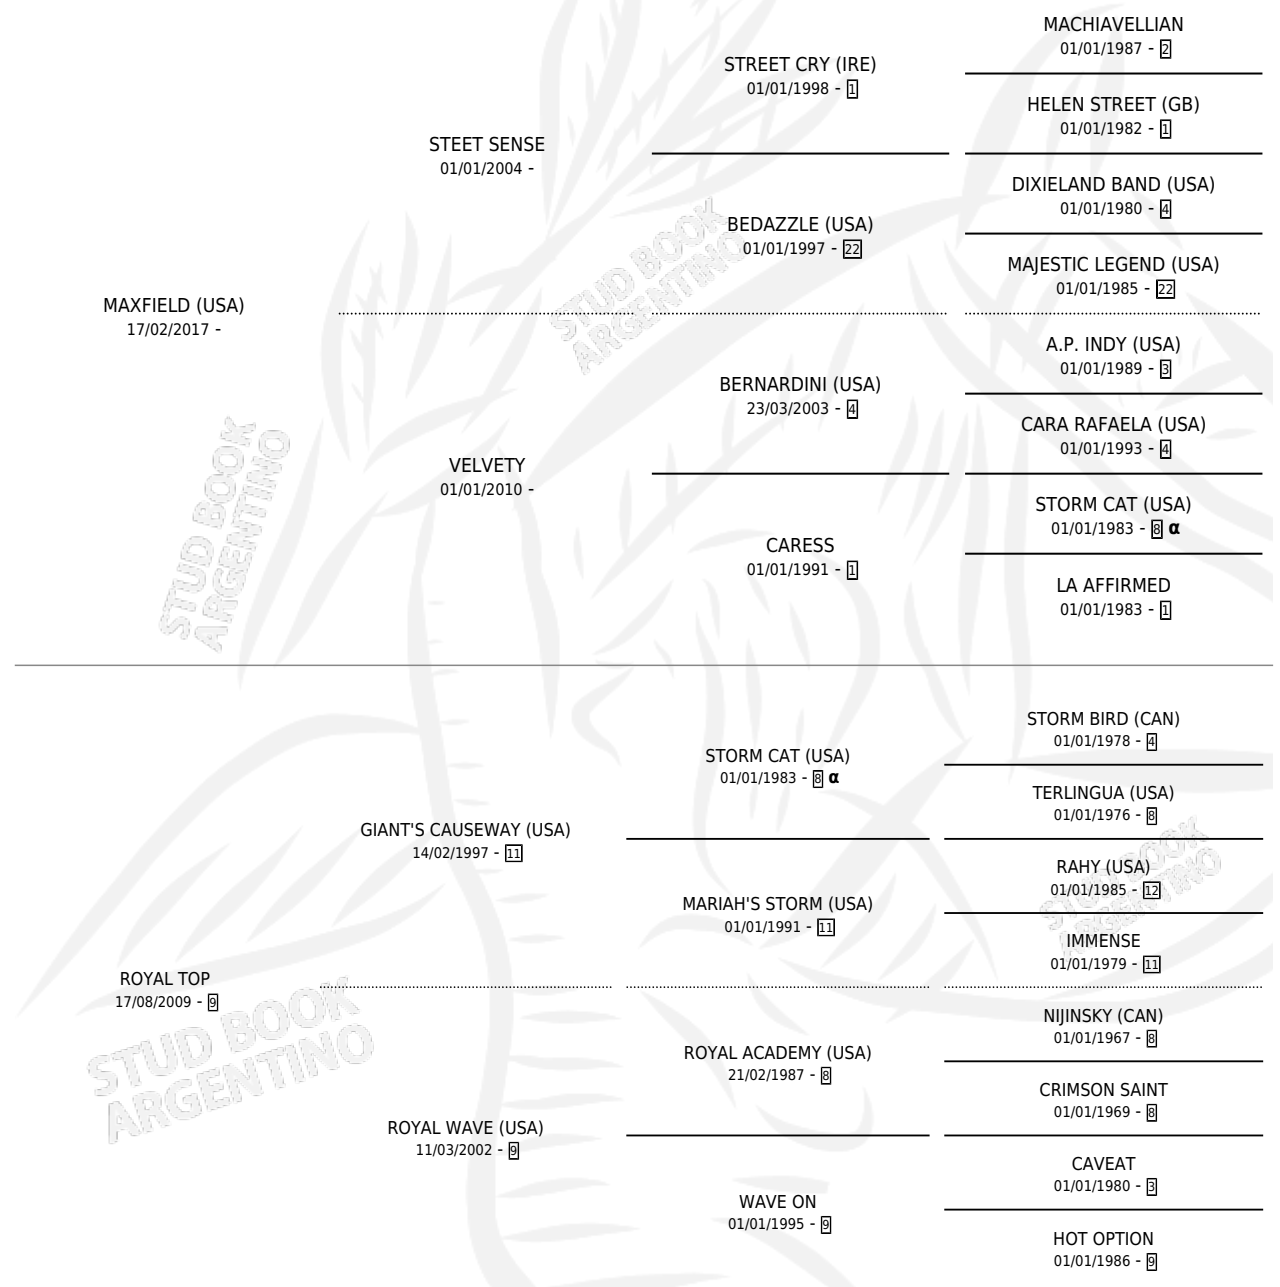 MACHIAVELLIAN
01/01/1987 - 2
STREET CRY (IRE)
01/01/1998 - 1
HELEN STREET (GB)
01/01/1982 - 1
STEET SENSE
01/01/2004 -
DIXIELAND BAND (USA)
01/01/1980 - 4
BEDAZZLE (USA)
01/01/1997 - 22
MAJESTIC LEGEND (USA)
01/01/1985 - 22
MAXFIELD (USA)
17/02/2017 -
A.P. INDY (USA)
01/01/1989 - 3
BERNARDINI (USA)
23/03/2003 - 4
CARA RAFAELA (USA)
01/01/1993 - 4
VELVETY
01/01/2010 -
STORM CAT (USA)
01/01/1983 - 8 α
CARESS
01/01/1991 - 1
LA AFFIRMED
01/01/1983 - 1
STORM BIRD (CAN)
01/01/1978 - 4
STORM CAT (USA)
01/01/1983 - 8 α
TERLINGUA (USA)
01/01/1976 - 8
GIANT'S CAUSEWAY (USA)
14/02/1997 - 11
RAHY (USA)
01/01/1985 - 12
MARIAH'S STORM (USA)
01/01/1991 - 11
IMMENSE
01/01/1979 - 11
ROYAL TOP
17/08/2009 - 9
NIJINSKY (CAN)
01/01/1967 - 8
ROYAL ACADEMY (USA)
21/02/1987 - 8
CRIMSON SAINT
01/01/1969 - 8
ROYAL WAVE (USA)
11/03/2002 - 9
CAVEAT
01/01/1980 - 3
WAVE ON
01/01/1995 - 9
HOT OPTION
01/01/1986 - 9
STUD BOOK
ARGENTINO
STUD BOOK
ARGENTINO
STUD BOOK
ARGENTINO
STUD BOOK
ARGENTINO